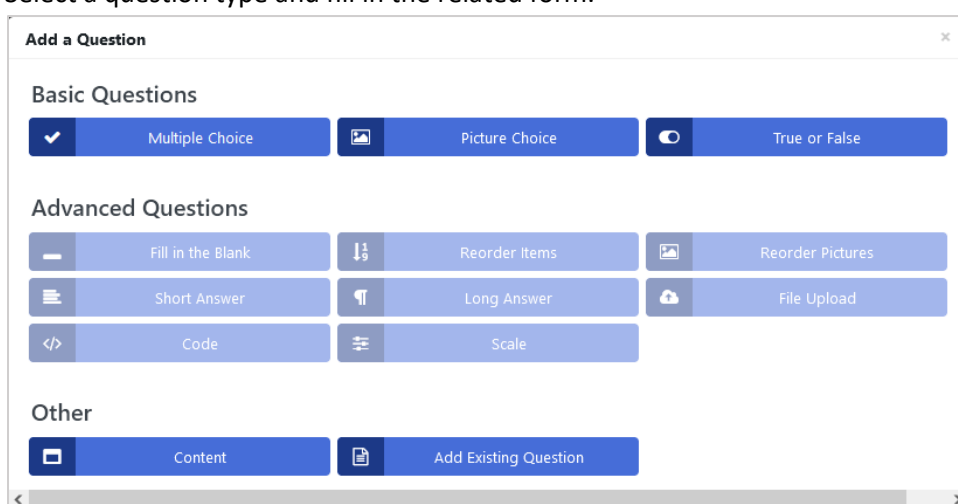 Select a question type and fill in the related form.
Add a Question ×
Basic Questions
Multiple Choice Picture Choice True or False
Advanced Questions
Fill in the Blank Reorder Items Reorder Pictures
Short Answer Long Answer File Upload
Code Scale
Other
Content Add Existing Question